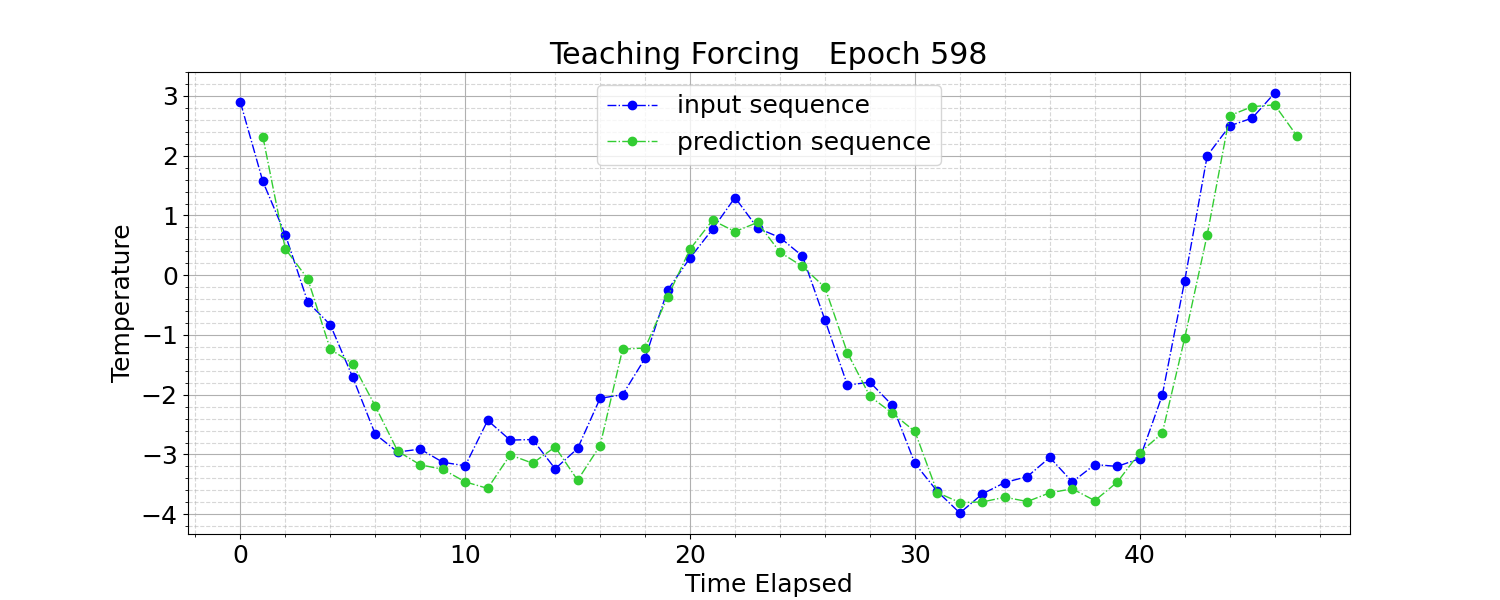 Teaching Forcing   Epoch 598
input sequence
prediction sequence
Temperature
3
2
1
0
−1
−2
−3
−4
0 10 20 30 40
Time Elapsed